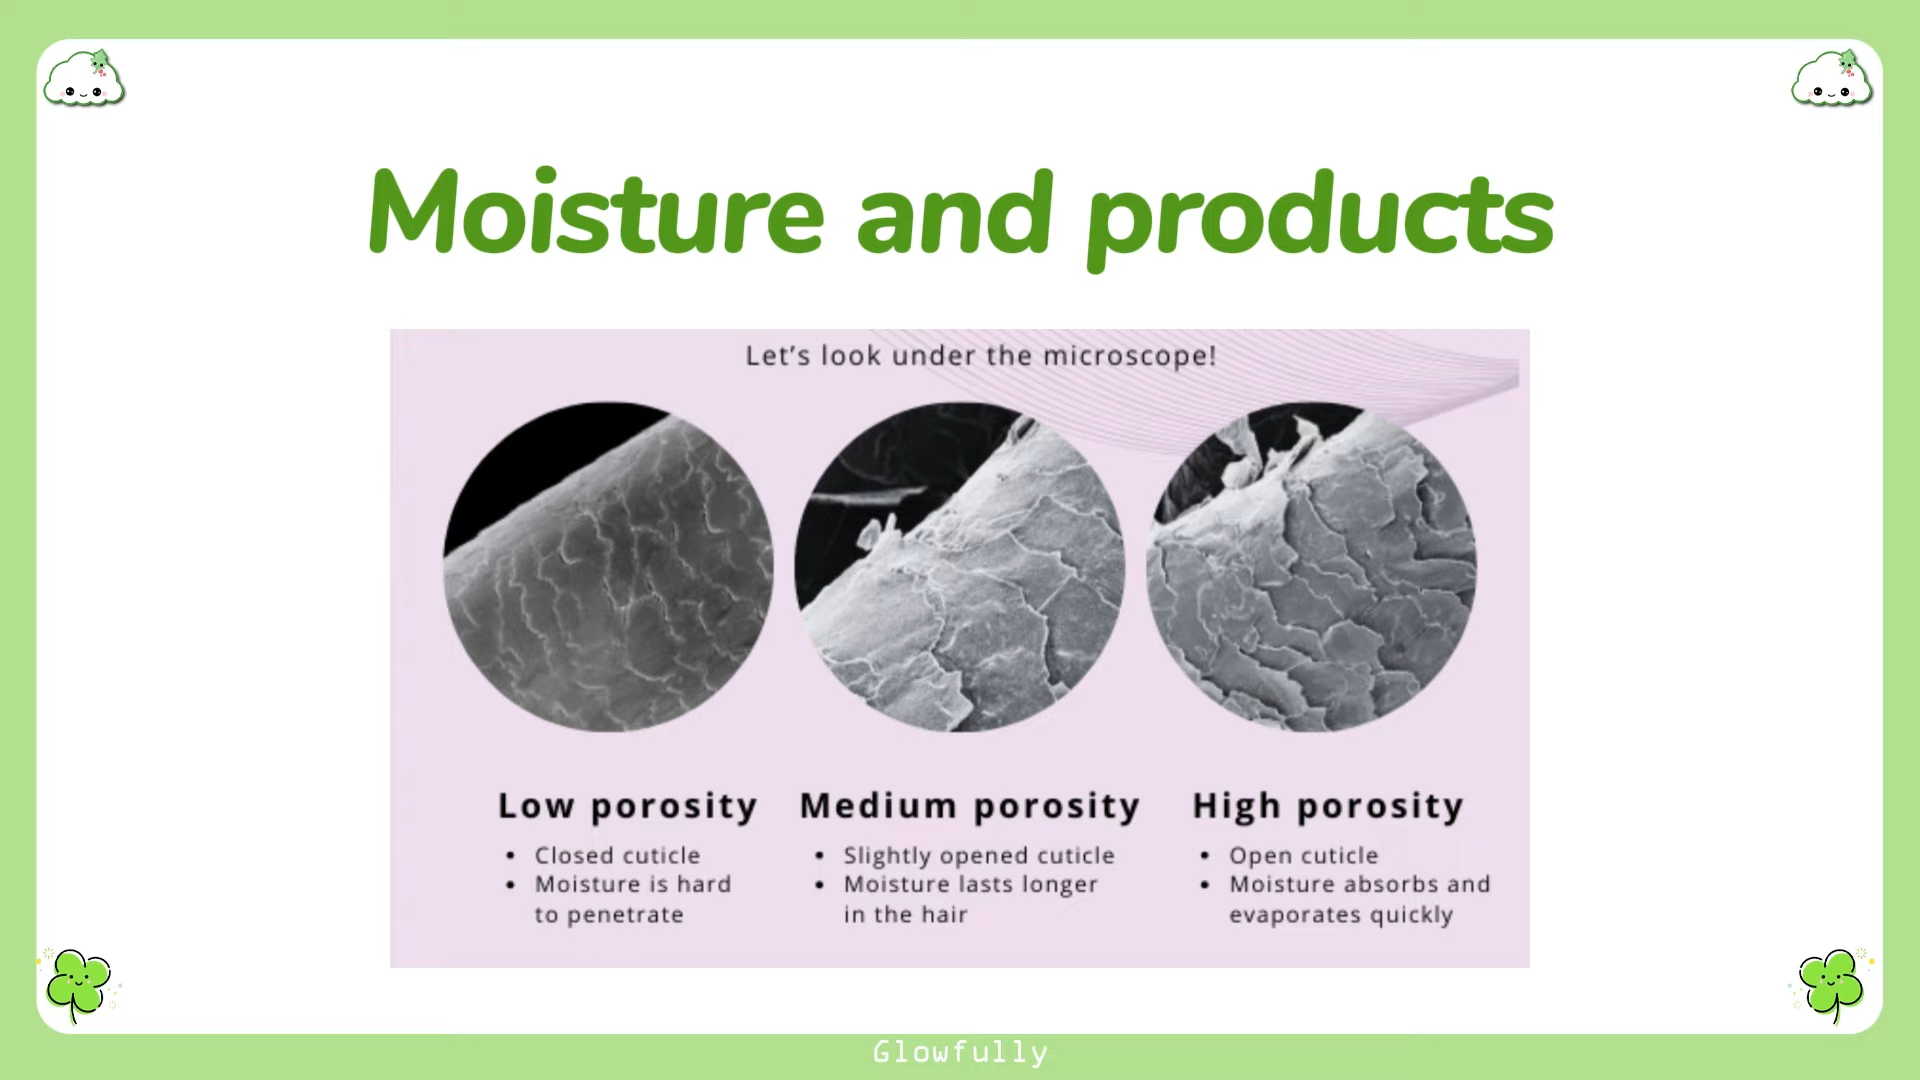 Moisture and products
Let's look under the microscope!
Low porosity
• Closed cuticle
• Moisture is hard
to penetrate
Medium porosity
• Slightly opened cuticle
• Moisture lasts longer
in the hair
High porosity
• Open cuticle
• Moisture absorbs and
evaporates quickly
Glowfully